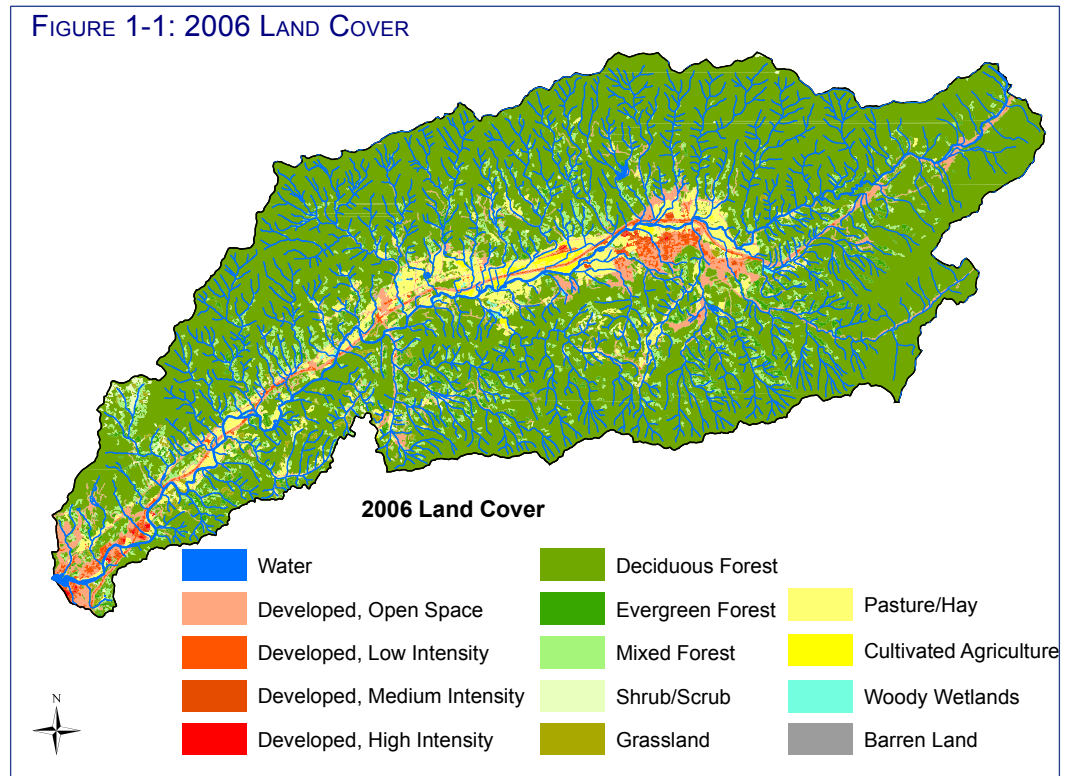 FIGURE 1-1: 2006 LAND COVER
2006 Land Cover
Water
Developed, Open Space
Developed, Low Intensity
Developed, Medium Intensity
Developed, High Intensity
Deciduous Forest
Evergreen Forest
Mixed Forest
Shrub/Scrub
Grassland
Pasture/Hay
Cultivated Agriculture
Woody Wetlands
Barren Land
N